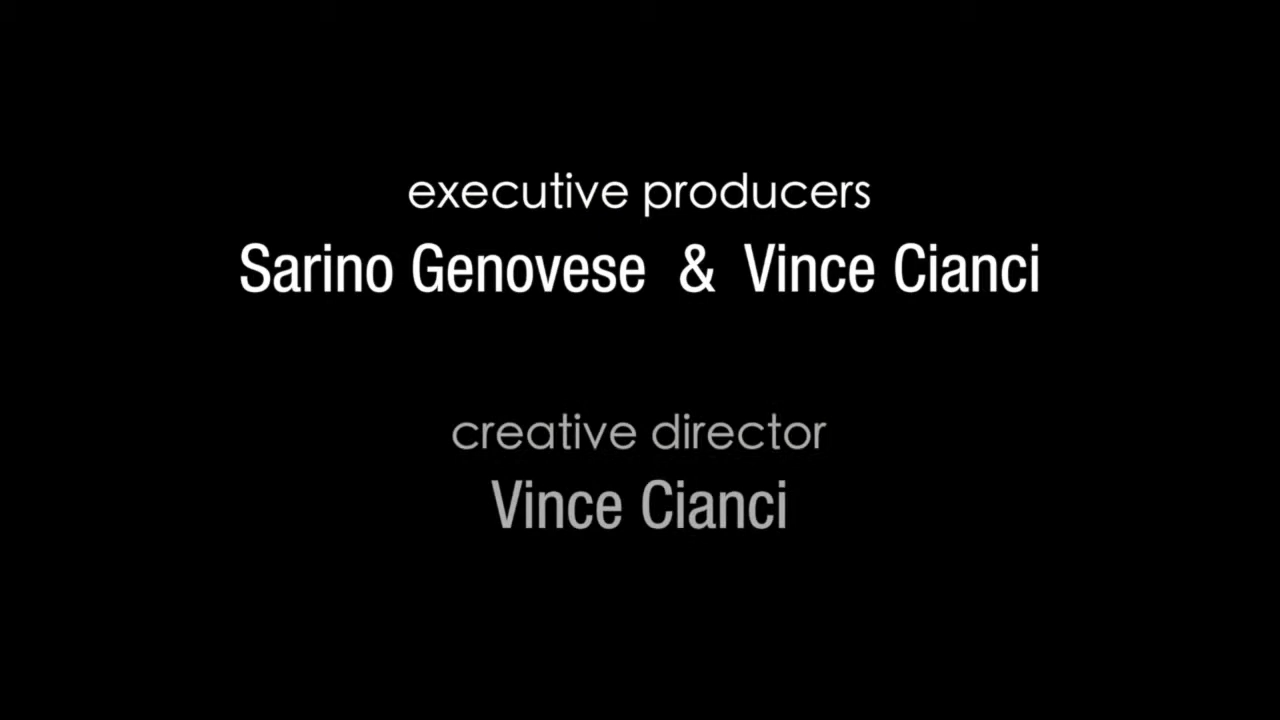 executive producers
Sarino Genovese & Vince Cianci
creative director
Vince Cianci